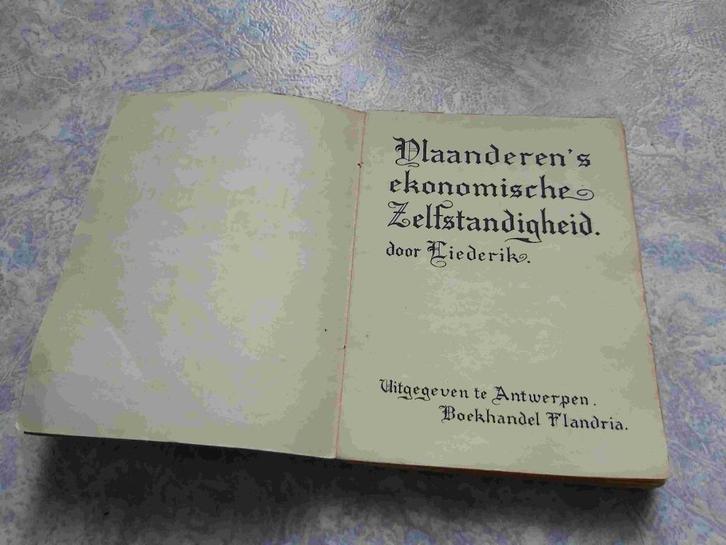 Vlaanderen's
ekonomische
Zelfstandigheid.
door Liederik.
Uitgegeven te Antwerpen.
Boekhandel Flandria.